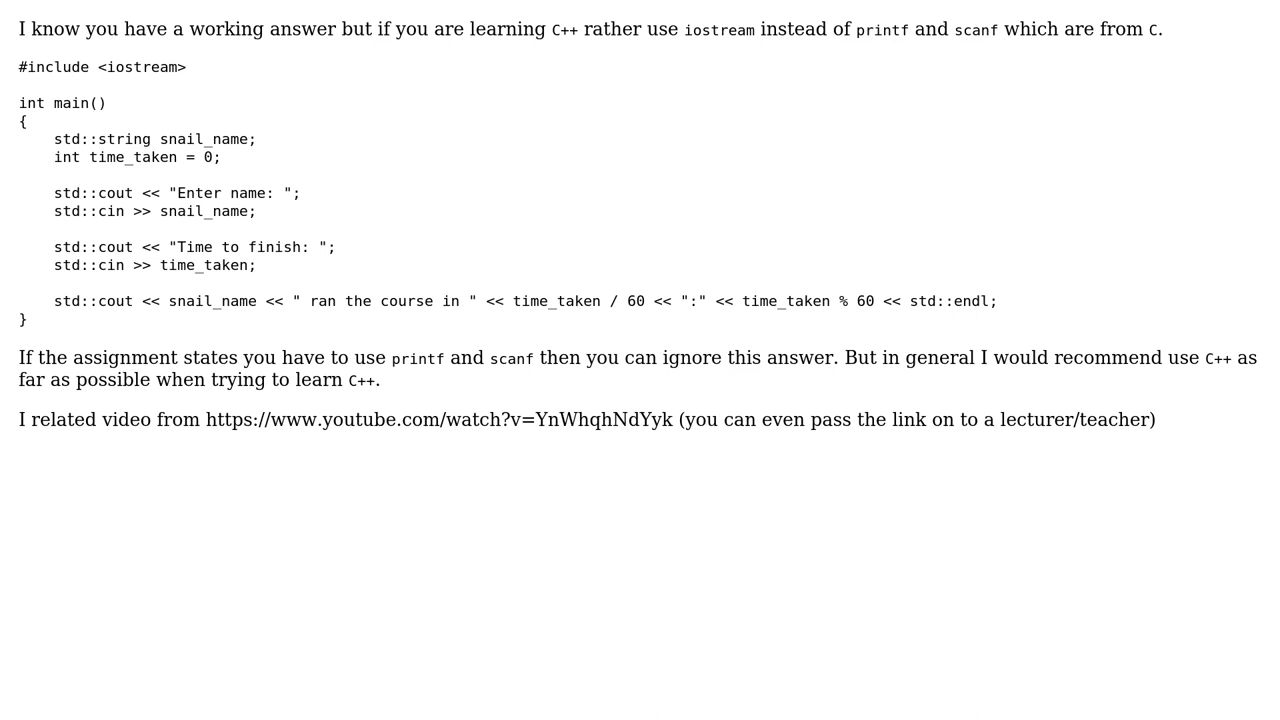 I know you have a working answer but if you are learning C++ rather use iostream instead of printf and scanf which are from C.
#include <iostream>
int main()
{
    std::string snail_name;
    int time_taken = 0;
    std::cout << "Enter name: ";
    std::cin >> snail_name;
    std::cout << "Time to finish: ";
    std::cin >> time_taken;
    std::cout << snail_name << " ran the course in " << time_taken / 60 << ":" << time_taken % 60 << std::endl;
}
If the assignment states you have to use printf and scanf then you can ignore this answer. But in general I would recommend use C++ as
far as possible when trying to learn C++.
I related video from https://www.youtube.com/watch?v=YnWhqhNdYyk (you can even pass the link on to a lecturer/teacher)